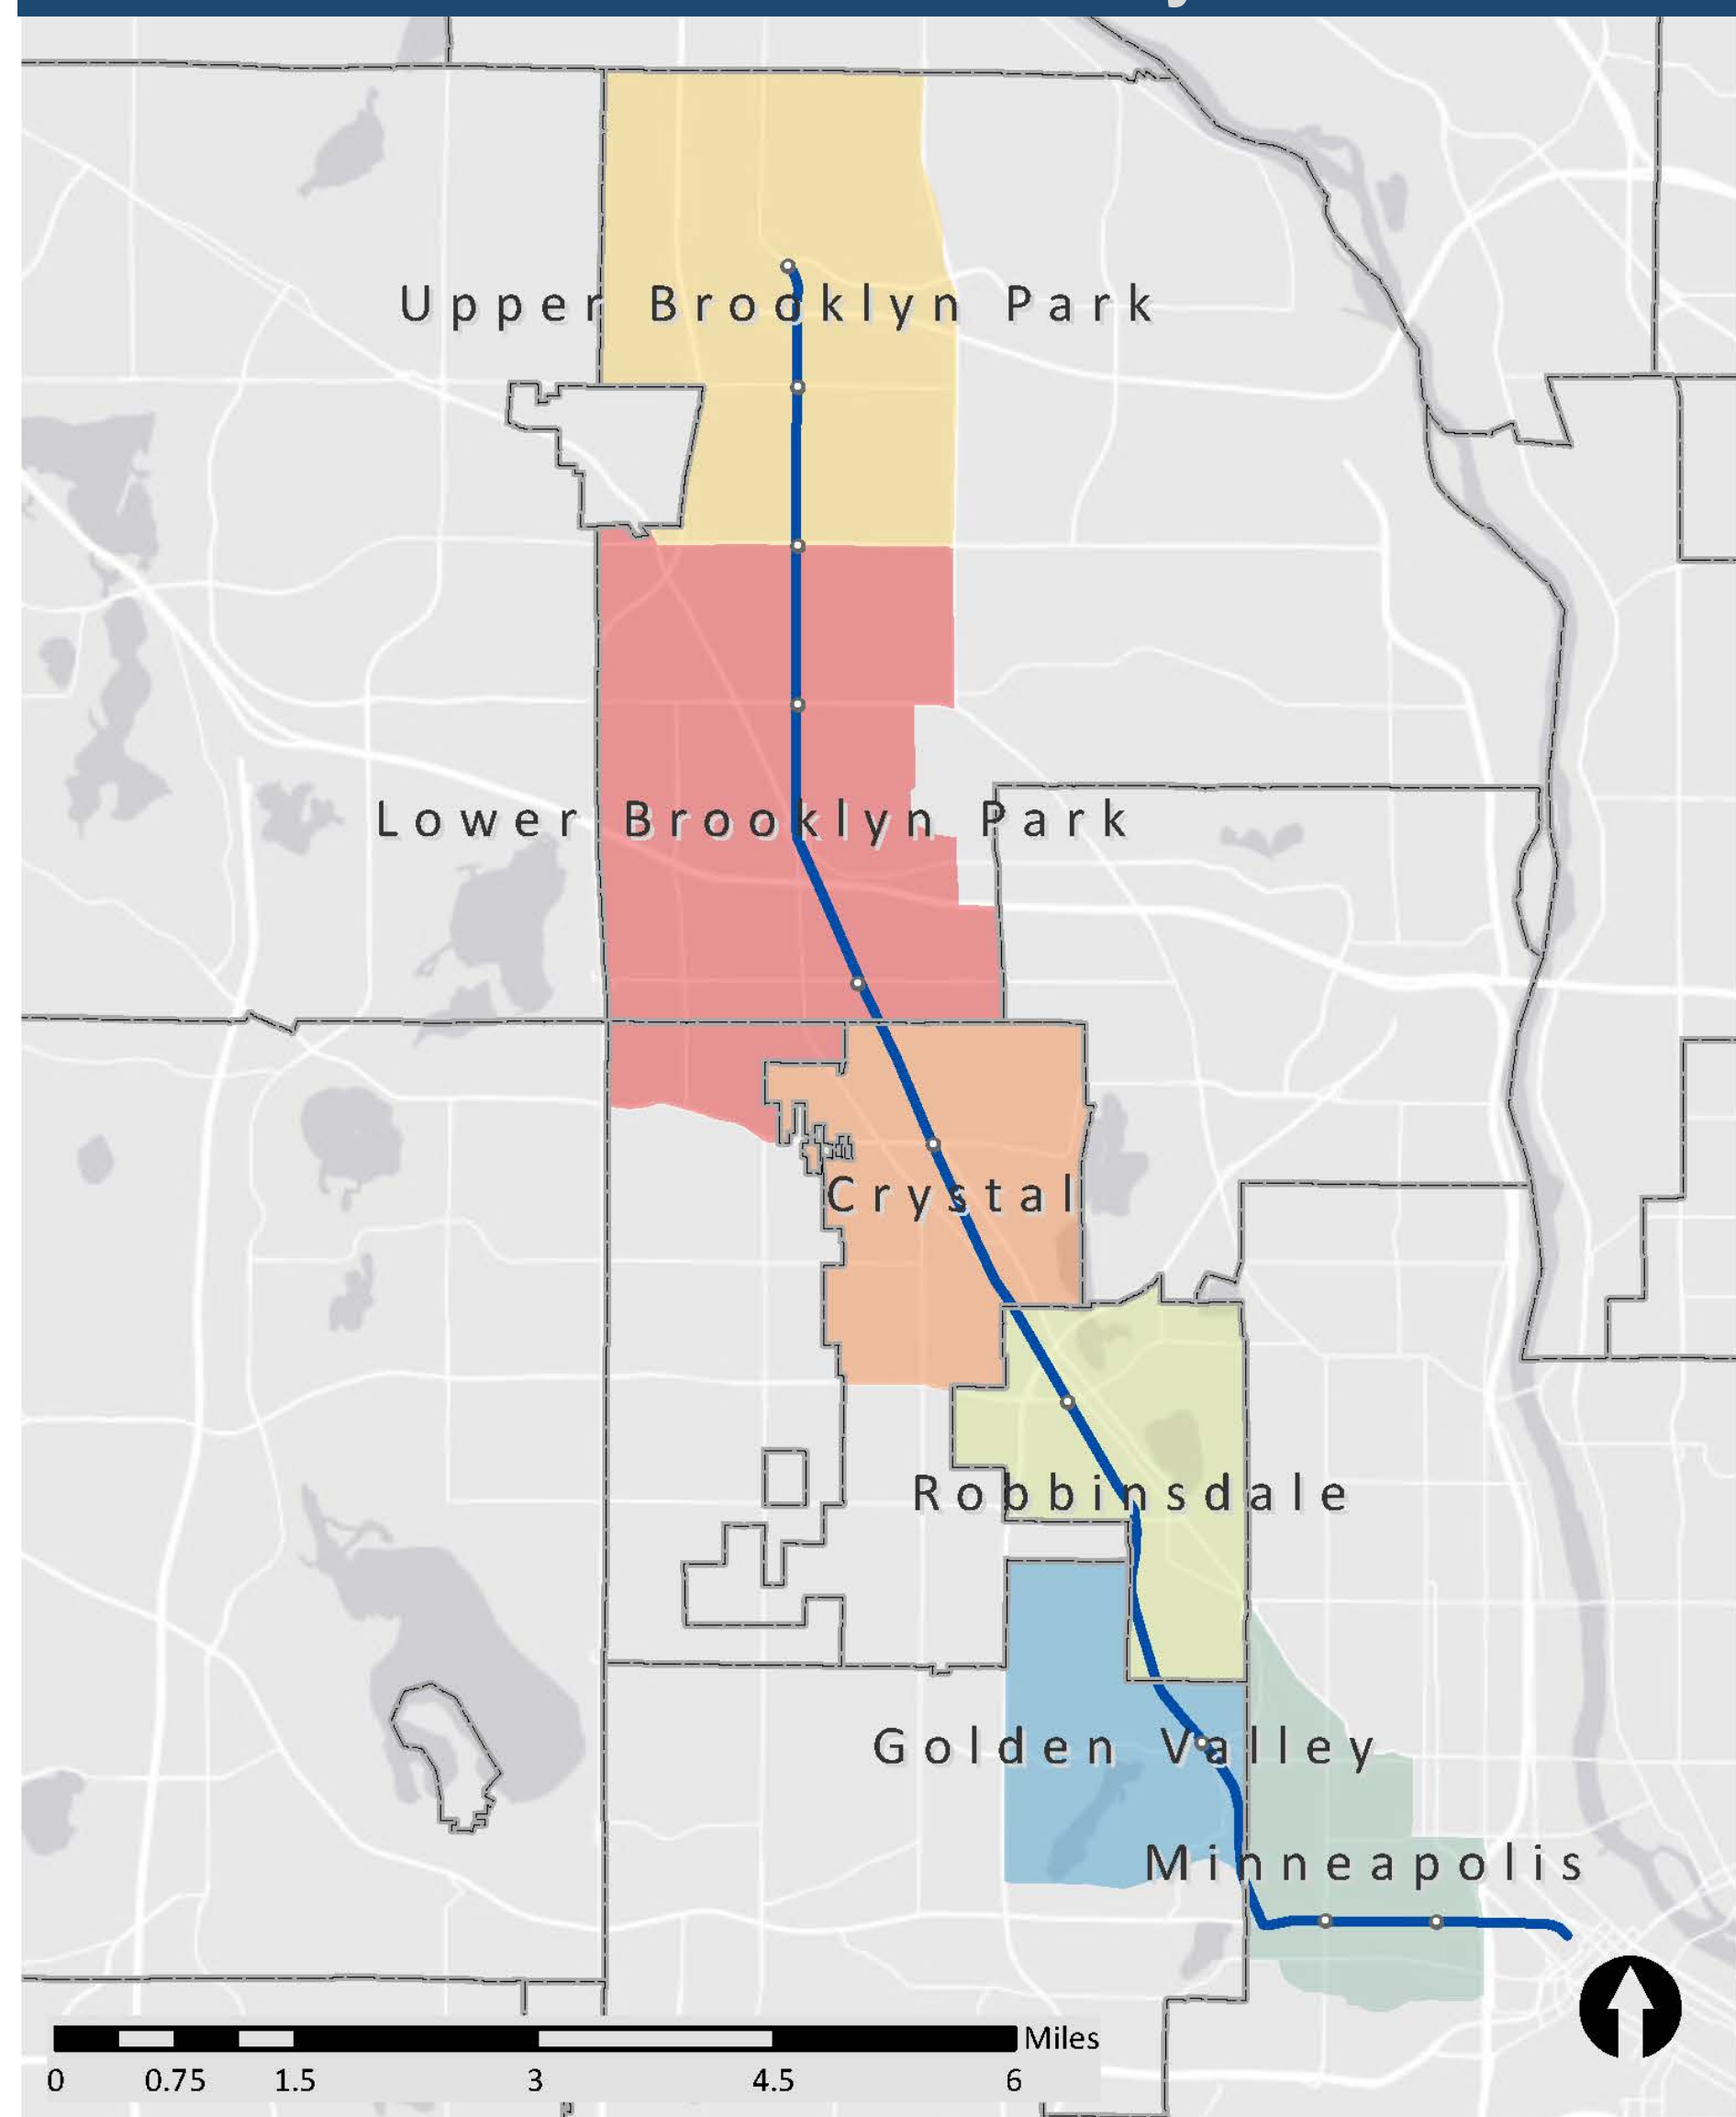 Upper Brooklyn Park
Lower Brooklyn Park
Crystal
Robbinsdale
Golden Valley
Minneapolis
Miles
0 0.75 1.5 3 4.5 6